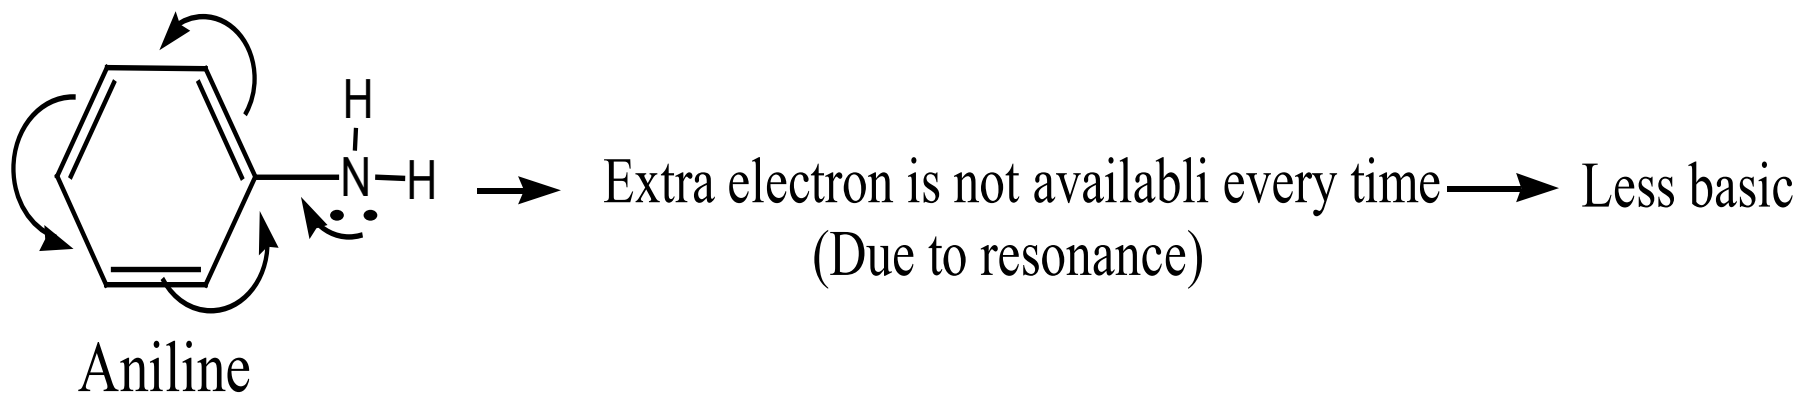 H
N H
Extra electron is not availabli every time
Less basic
(Due to resonance)
Aniline